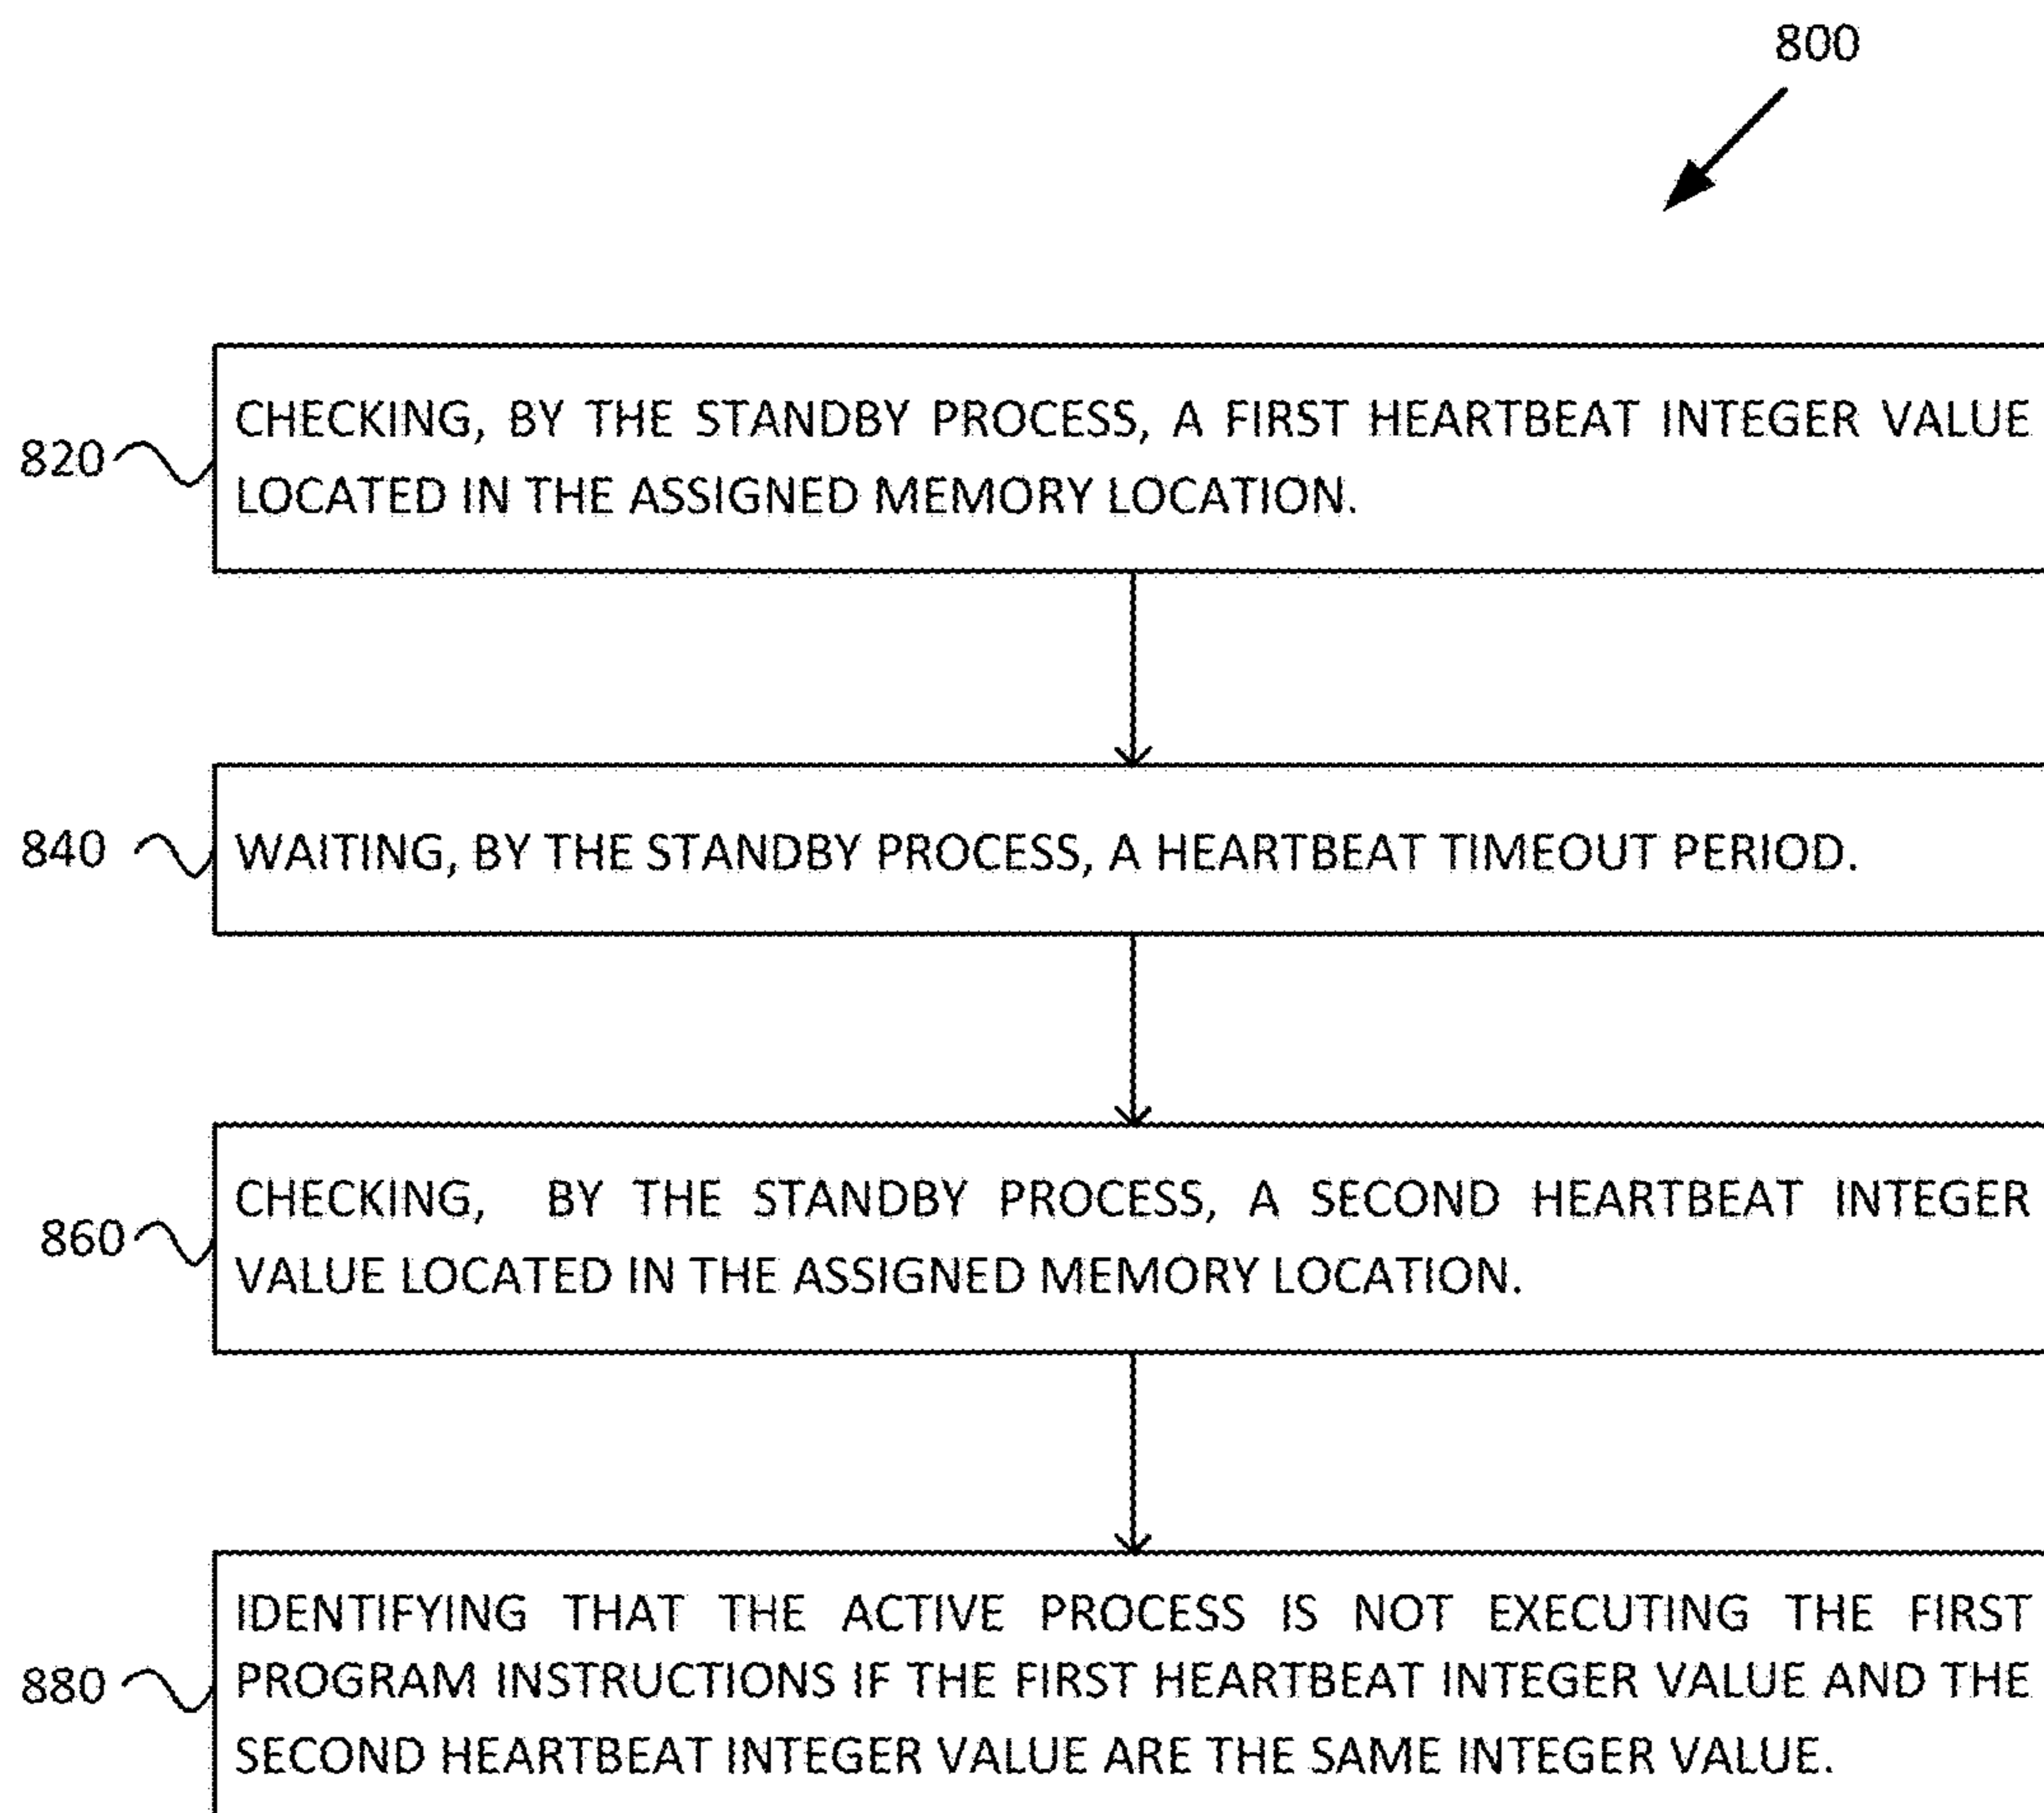 800
820
CHECKING, BY THE STANDBY PROCESS, A FIRST HEARTBEAT INTEGER VALUE
LOCATED IN THE ASSIGNED MEMORY LOCATION.
840
WAITING, BY THE STANDBY PROCESS, A HEARTBEAT TIMEOUT PERIOD.
860
CHECKING, BY THE STANDBY PROCESS, A SECOND HEARTBEAT INTEGER
VALUE LOCATED IN THE ASSIGNED MEMORY LOCATION.
880
IDENTIFYING THAT THE ACTIVE PROCESS IS NOT EXECUTING THE FIRST
PROGRAM INSTRUCTIONS IF THE FIRST HEARTBEAT INTEGER VALUE AND THE
SECOND HEARTBEAT INTEGER VALUE ARE THE SAME INTEGER VALUE.